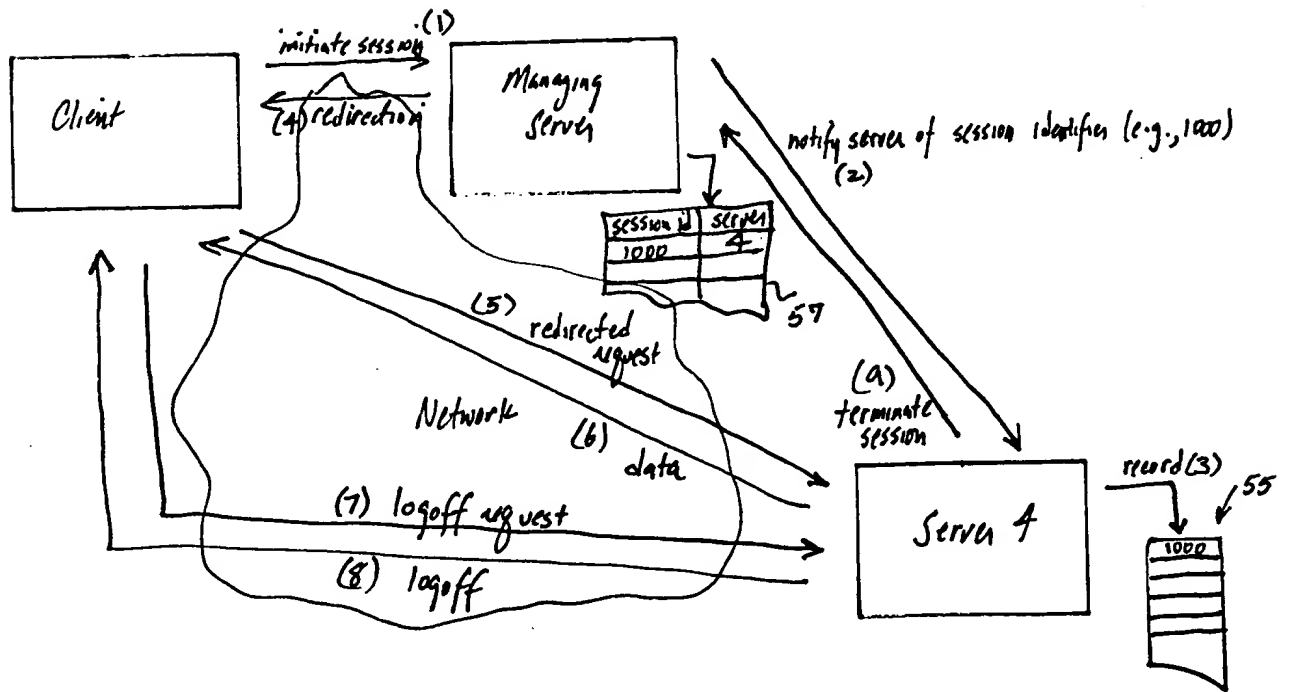 (1)
initiate session
Client
Managing
Server
(4) redirection
notify server of session identifier (e.g., 1000)
(2)
session id server
1000 4
57
(5)
redirected
request
(9)
terminate
session
Network
(6)
data
record (3)
55
Server 4
1000
(7) logoff request
(8) logoff